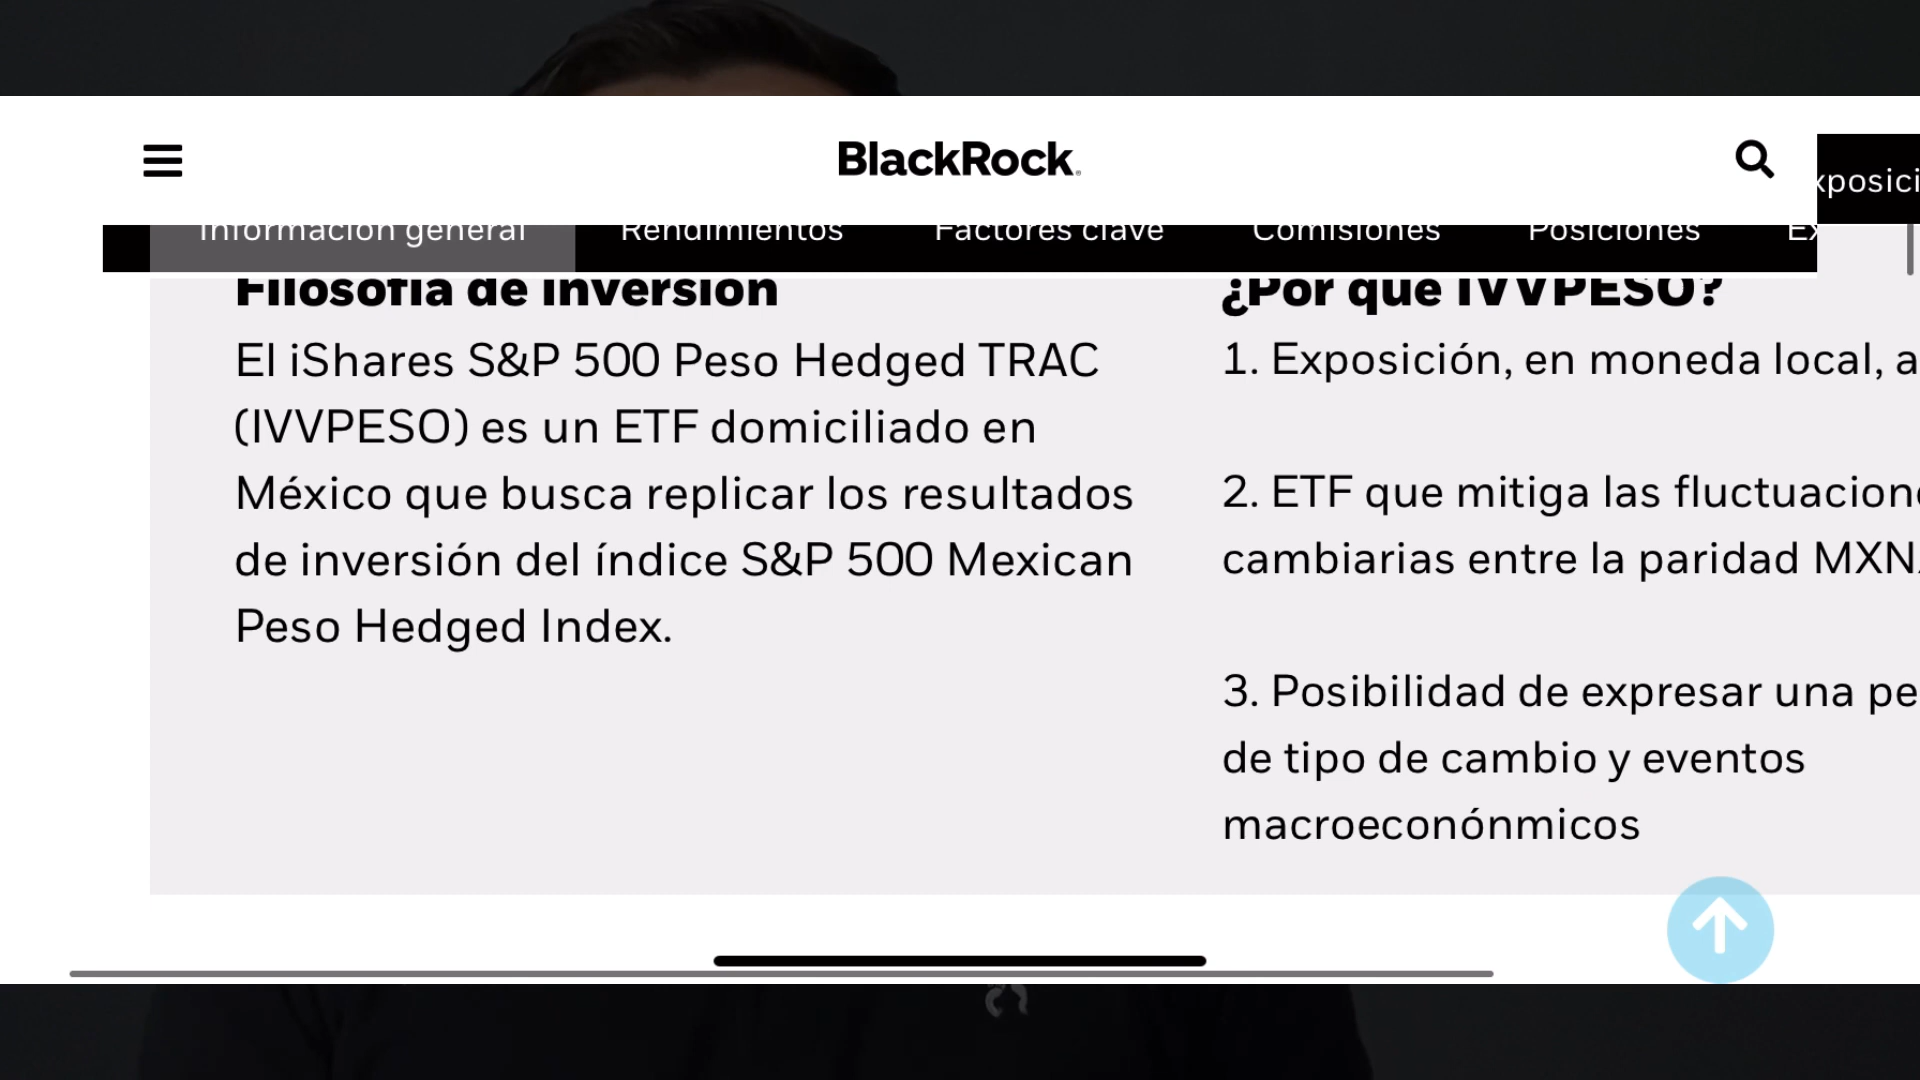 BlackRock
Información general Rendimientos Factores clave Comisiones Posiciones
Filosofía de inversión
El iShares S&P 500 Peso Hedged TRAC
(IVVPESO) es un ETF domiciliado en
México que busca replicar los resultados
de inversión del índice S&P 500 Mexican
Peso Hedged Index.
¿Por qué IVVPESO?
1. Exposición, en moneda local, a
2. ETF que mitiga las
cambiarias entre la paridad MXN
3. Posibilidad de expresar una
de tipo de cambio y eventos
macroeconónmicos